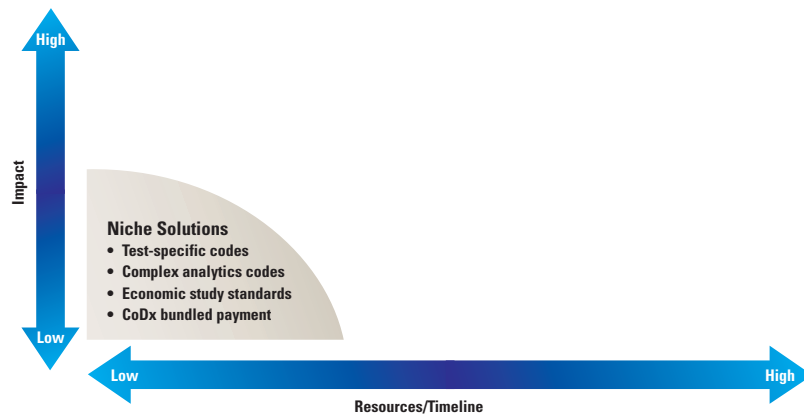 High
Impact
Niche Solutions
• Test-specific codes
• Complex analytics codes
• Economic study standards
• CoDx bundled payment
Low
Low
High
Resources/Timeline